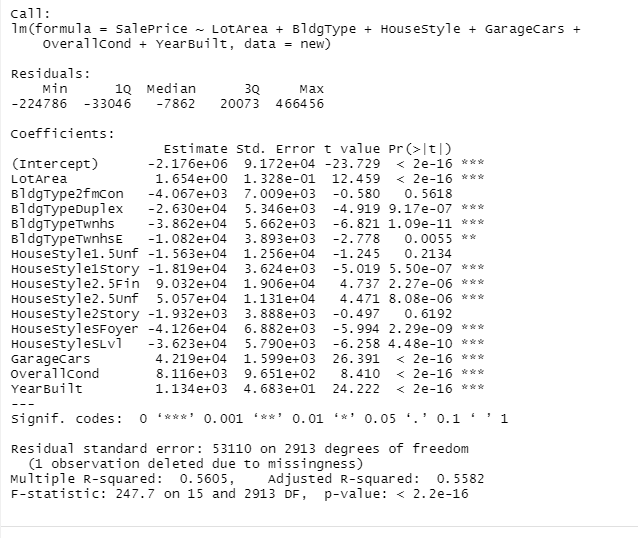 Call:
lm(formula = SalePrice ~ LotArea + BldgType + HouseStyle + GarageCars +
    OverallCond + YearBuilt, data = new)

Residuals:
    Min      1Q  Median      3Q     Max
-224786  -33046   -7862   20073  466456

Coefficients:
                   Estimate Std. Error t value Pr(>|t|)
(Intercept)      -2.176e+06  9.172e+04 -23.729  < 2e-16 ***
LotArea           1.654e+00  1.328e-01  12.459  < 2e-16 ***
BldgType2fmCon   -4.067e+03  7.009e+03  -0.580   0.5618
BldgTypeDuplex   -2.630e+04  5.346e+03  -4.919 9.17e-07 ***
BldgTypeTwnhs    -3.862e+04  5.662e+03  -6.821 1.09e-11 ***
BldgTypeTwnhsE   -1.082e+04  3.893e+03  -2.778   0.0055 **
HouseStyle1.5Unf -1.563e+04  1.256e+04  -1.245   0.2134
HouseStyle1Story -1.819e+04  3.624e+03  -5.019 5.50e-07 ***
HouseStyle2.5Fin  9.032e+04  1.906e+04   4.737 2.27e-06 ***
HouseStyle2.5Unf  5.057e+04  1.131e+04   4.471 8.08e-06 ***
HouseStyle2Story -1.932e+03  3.888e+03  -0.497   0.6192
HouseStyleSFoyer -4.126e+04  6.882e+03  -5.994 2.29e-09 ***
HouseStyleSLvl   -3.623e+04  5.790e+03  -6.258 4.48e-10 ***
GarageCars        4.219e+04  1.599e+03  26.391  < 2e-16 ***
OverallCond       8.116e+03  9.651e+02   8.410  < 2e-16 ***
YearBuilt         1.134e+03  4.683e+01  24.222  < 2e-16 ***
---
Signif. codes:  0 ‘***’ 0.001 ‘**’ 0.01 ‘*’ 0.05 ‘.’ 0.1 ‘ ’ 1

Residual standard error: 53110 on 2913 degrees of freedom
  (1 observation deleted due to missingness)
Multiple R-squared:  0.5605,    Adjusted R-squared:  0.5582
F-statistic: 247.7 on 15 and 2913 DF,  p-value: < 2.2e-16